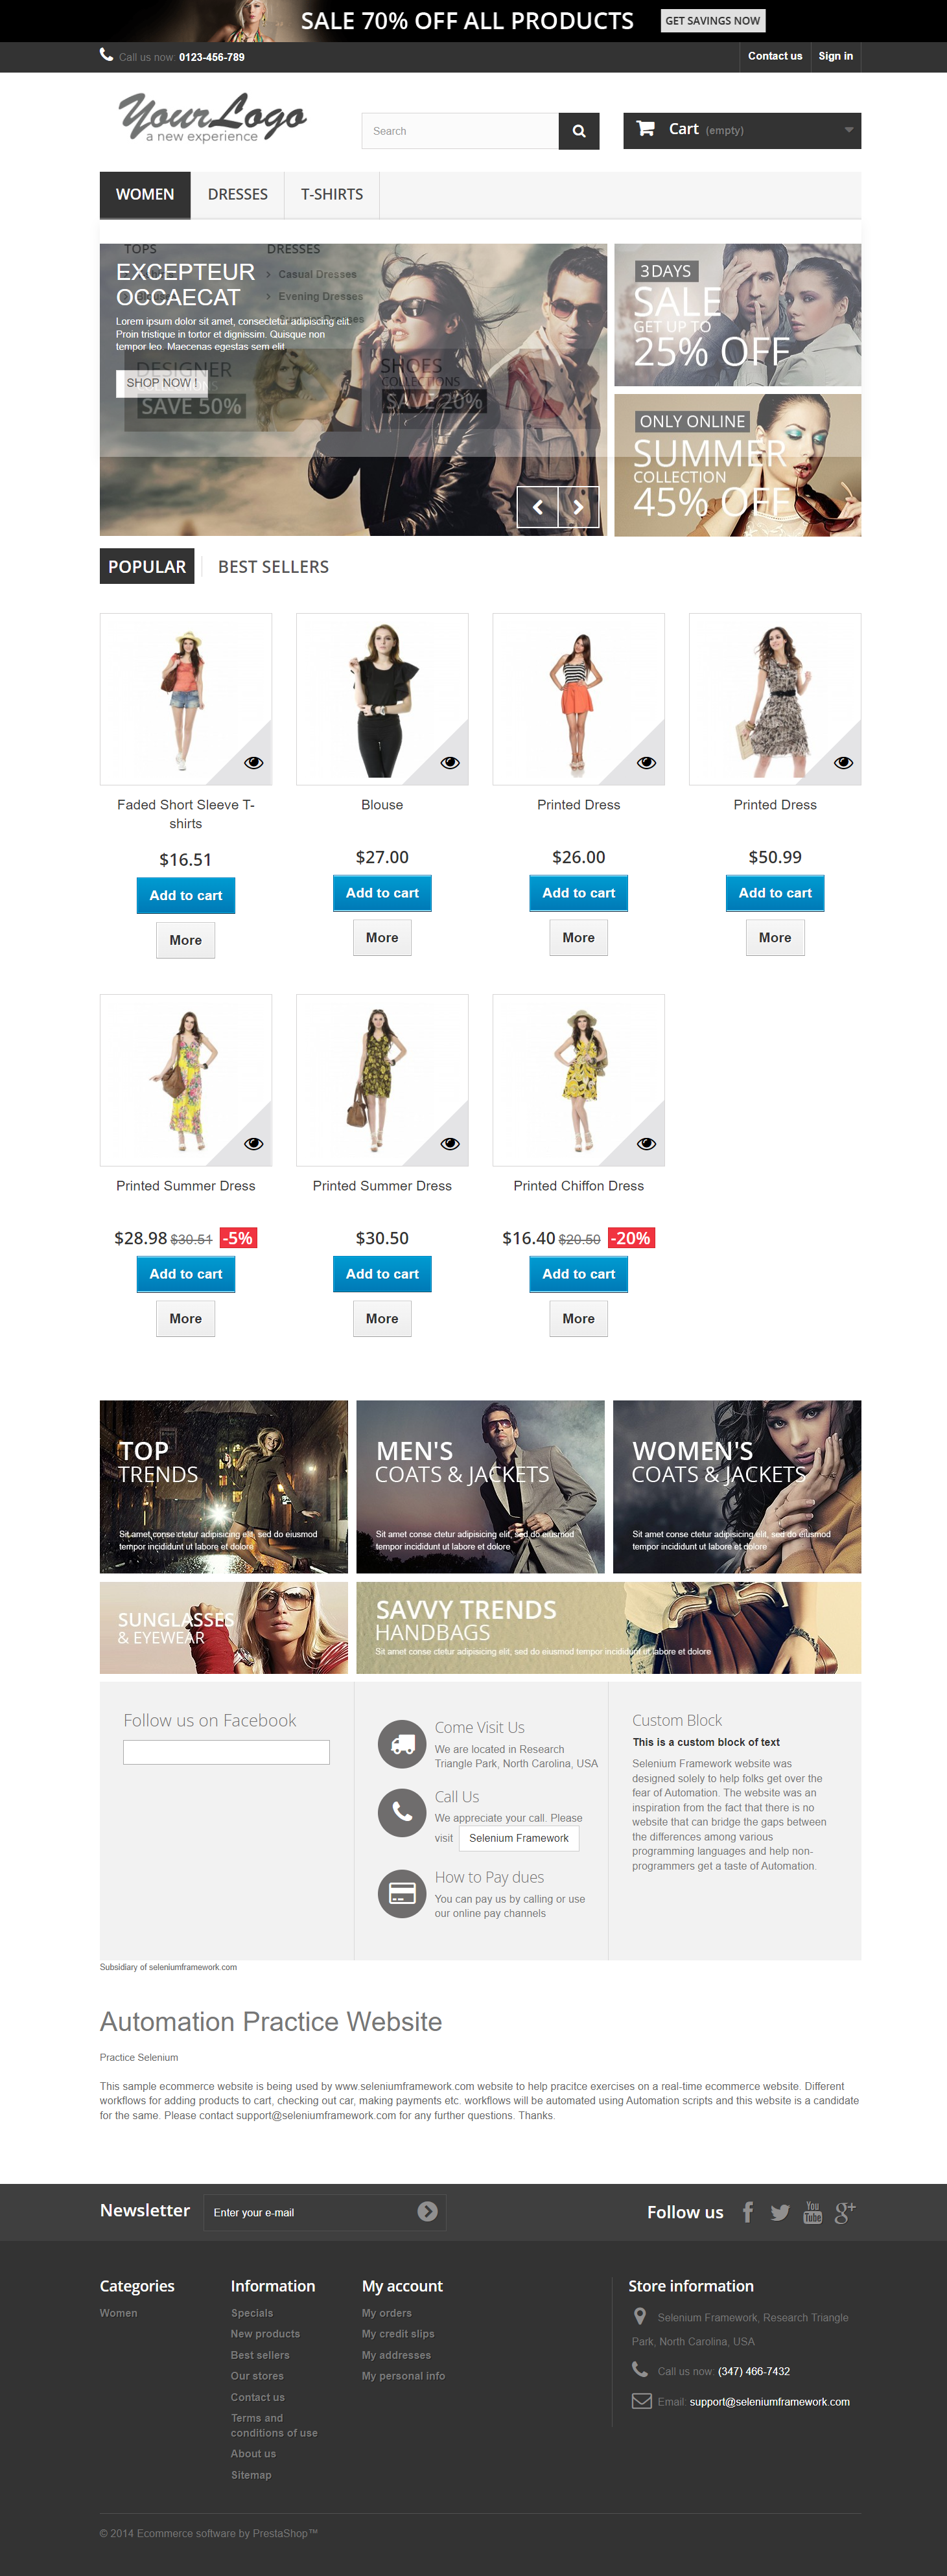 SALE 70% OFF ALL PRODUCTS GET SAVINGS NOW
Call us now: 0123-456-789
Contact us Sign in
YourLogo
a new experience
Search
Cart (empty)
WOMEN DRESSES T-SHIRTS
TOPS
DRESSES
Casual Dresses
Evening Dresses
EXCEPTEUR
OCCAECAT
Lorem ipsum dolor sit amet, consectetur adipiscing elit.
Proin tristique in tortor et dignissim. Quisque non
tempor leo. Maecenas egestas sem elit
SHOP NOW !
DESIGNER
SAVE 50%
SHOES
COLLECTIONS
SAVE 20%
3DAYS
SALE
GET UP TO
25% OFF
ONLY ONLINE
SUMMER
COLLECTION
45% OFF
POPULAR BEST SELLERS
Faded Short Sleeve T-
shirts
$16.51
Add to cart
More
Blouse
$27.00
Add to cart
More
Printed Dress
$26.00
Add to cart
More
Printed Dress
$50.99
Add to cart
More
Printed Summer Dress
$28.98 $30.51 -5%
Add to cart
More
Printed Summer Dress
$30.50
Add to cart
More
Printed Chiffon Dress
$16.40 $20.50 -20%
Add to cart
More
TOP
TRENDS
Sit amet conse ctetur adipisicing elit, sed do eiusmod
tempor incididunt ut labore et dolore
MEN'S
COATS & JACKETS
Sit amet conse ctetur adipisicing elit, sed do eiusmod
tempor incididunt ut labore et dolore
WOMEN'S
COATS & JACKETS
Sit amet conse ctetur adipisicing elit, sed do eiusmod
tempor incididunt ut labore et dolore
SUNGLASSES
& EYEWEAR
SAVVY TRENDS
HANDBAGS
Sit amet conse ctetur adipisicing elit, sed do eiusmod tempor incididunt ut labore et dolore
Follow us on Facebook
Come Visit Us
We are located in Research
Triangle Park, North Carolina, USA
Call Us
We appreciate your call. Please
visit Selenium Framework
How to Pay dues
You can pay us by calling or use
our online pay channels
Custom Block
This is a custom block of text
Selenium Framework website was
designed solely to help folks get over the
fear of Automation. The website was an
inspiration from the fact that there is no
website that can bridge the gaps between
the differences among various
programming languages and help non-
programmers get a taste of Automation.
Subsidiary of seleniumframework.com
Automation Practice Website
Practice Selenium
This sample ecommerce website is being used by www.seleniumframework.com website to help pracitce exercises on a real-time ecommerce website. Different
workflows for adding products to cart, checking out car, making payments etc. workflows will be automated using Automation scripts and this website is a candidate
for the same. Please contact support@seleniumframework.com for any further questions. Thanks.
Newsletter
Enter your e-mail
Follow us
You
Tube
Categories
Women
Information
Specials
New products
Best sellers
Our stores
Contact us
Terms and
conditions of use
About us
Sitemap
My account
My orders
My credit slips
My addresses
My personal info
Store information
Selenium Framework, Research Triangle
Park, North Carolina, USA
Call us now: (347) 466-7432
Email: support@seleniumframework.com
© 2014 Ecommerce software by PrestaShop™